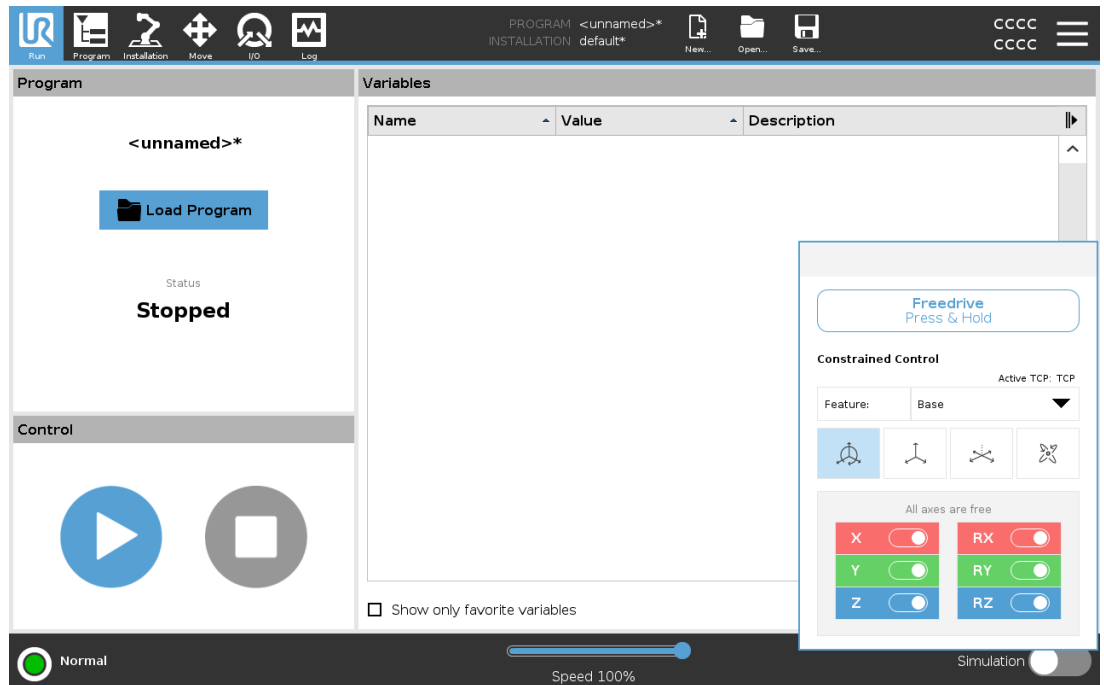 UR
Run
Program
Installation
Move
I/O
Log
PROGRAM <unnamed>*
INSTALLATION default*
New...
Open...
Save...
CCCC
CCCC
Program
<unnamed>*
Load Program
Status
Stopped
Control
Variables
Name Value Description
Show only favorite variables
Freedrive
Press & Hold
Constrained Control
Active TCP: TCP
Feature: Base
All axes are free
X RX
Y RY
Z RZ
Normal
Speed 100%
Simulation